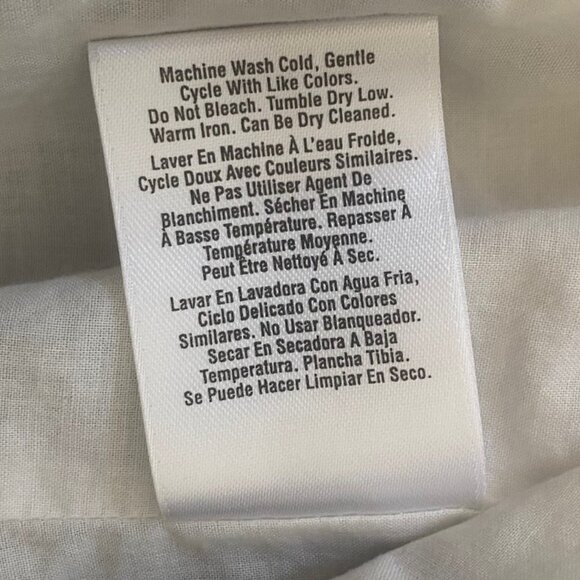 Machine Wash Cold, Gentle
Cycle With Like Colors.
Do Not Bleach. Tumble Dry Low.
Warm Iron. Can Be Dry Cleaned.
Laver En Machine À L'eau Froide,
Cycle Doux Avec Couleurs Similaires.
Ne Pas Utiliser Agent De
Blanchiment. Sécher En Machine
À Basse Température. Repasser À
Température Moyenne.
Peut Être Nettoyé À Sec.
Lavar En Lavadora Con Agua Fria,
Ciclo Delicado Con Colores
Similares. No Usar Blanqueador.
Secar En Secadora A Baja
Temperatura. Plancha Tibia.
Se Puede Hacer Limpiar En Seco.